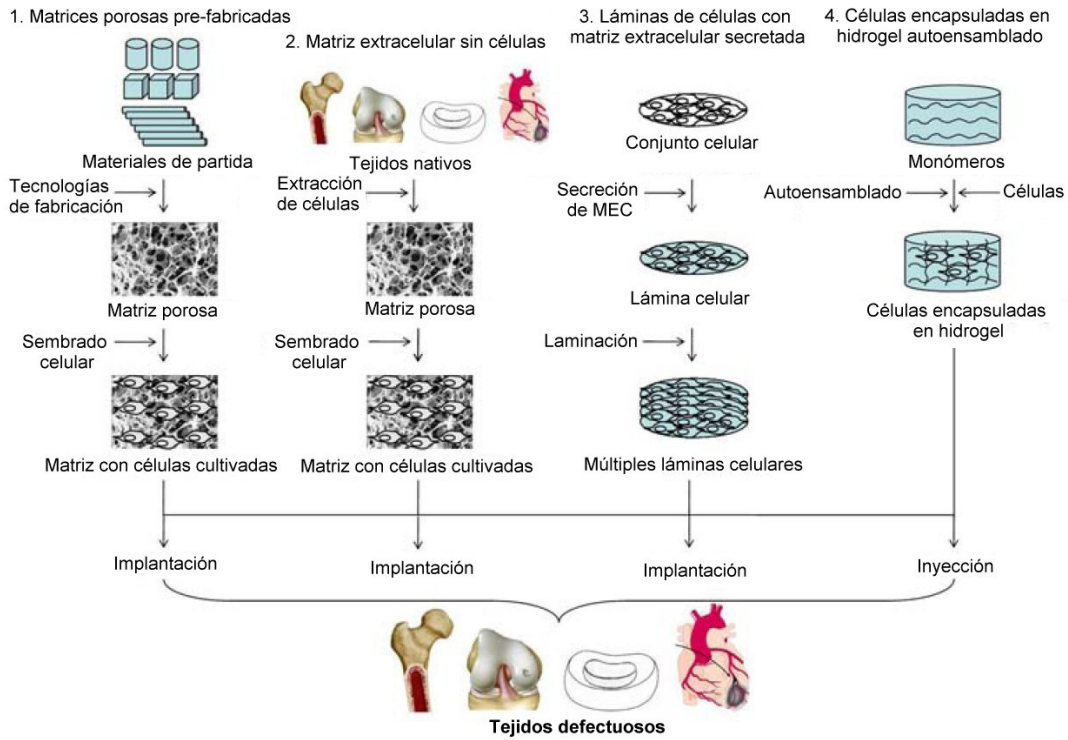 1. Matrices porosas pre-fabricadas
Materiales de partida
Tecnologías
de fabricación
Matriz porosa
Sembrado
celular
Matriz con células cultivadas
Implantación
2. Matriz extracelular sin células
Tejidos nativos
Extracción
de células
Matriz porosa
Sembrado
celular
Matriz con células cultivadas
Implantación
3. Láminas de células con
matriz extracelular secretada
Conjunto celular
Secreción
de MEC
Lámina celular
Laminación
Múltiples láminas celulares
Implantación
4. Células encapsuladas en
hidrogel autoensamblado
Monómeros
Autoensamblado
Células
Células encapsuladas
en hidrogel
Inyección
Tejidos defectuosos